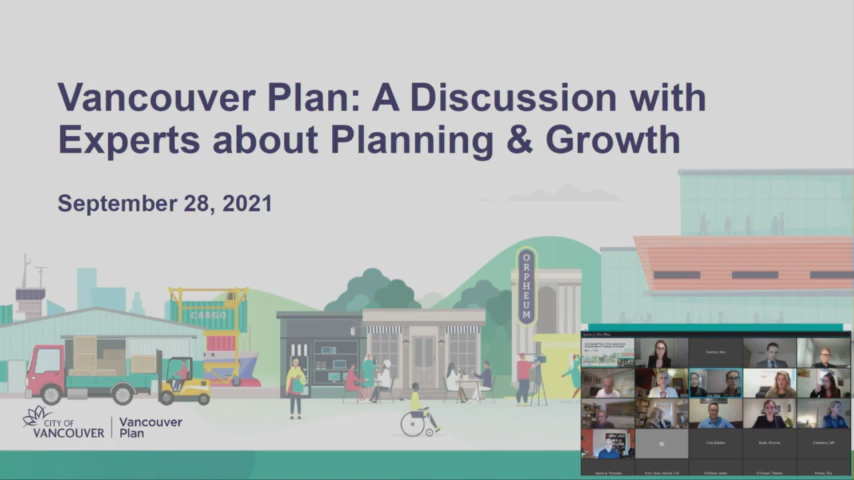 Vancouver Plan: A Discussion with
Experts about Planning & Growth
September 28, 2021
ORPHEUM
CARGO
CITY OF
VANCOUVER
Vancouver
Plan